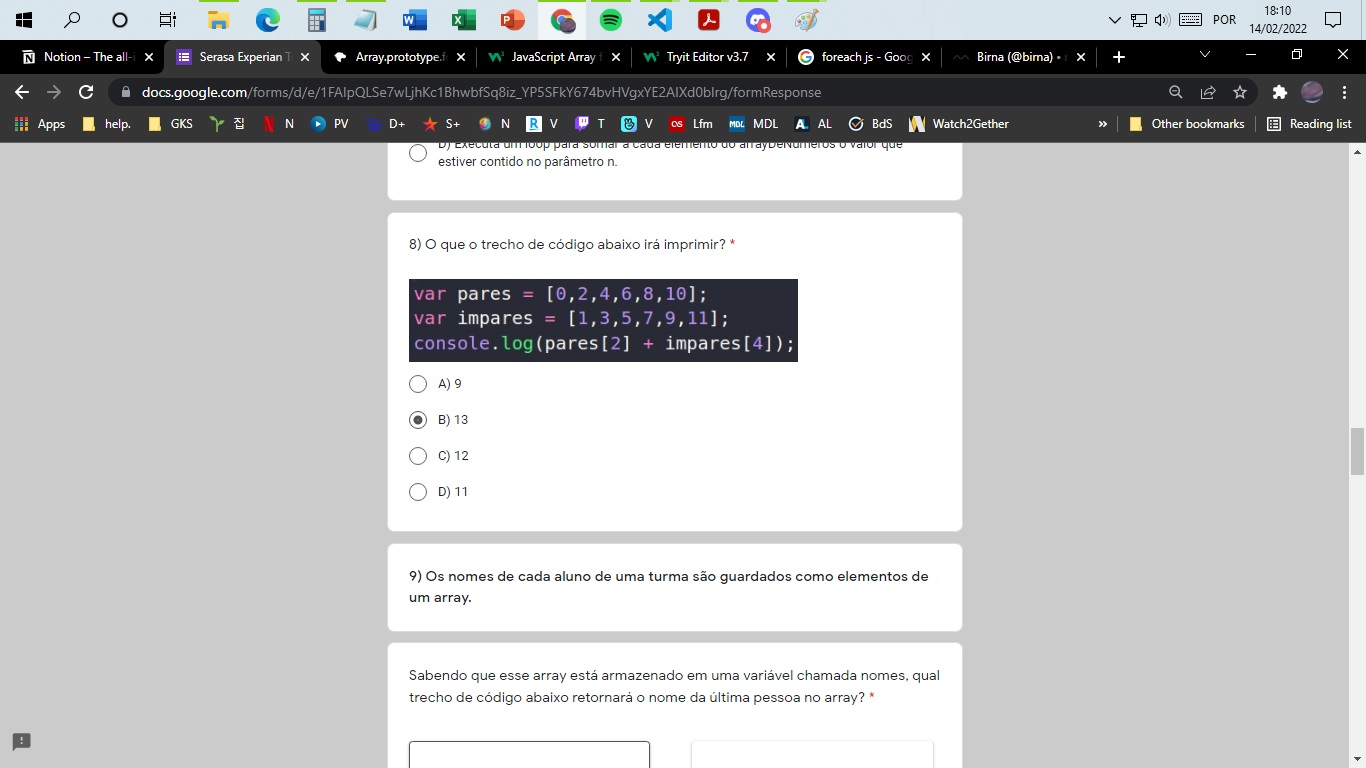 18:10
POR
14/02/2022
Notion – The all-i
Serasa Experian T
Array.prototype.f
JavaScript Array f
Tryit Editor v3.7
foreach js - Goog
Birna (@birna) •
docs.google.com/forms/d/e/1FAIpQLSe7wLjhKc1BhwbfSq8iz_YP5SFkY674bvHVgxYE2AIXd0bIrg/formResponse
Apps
help.
GKS
집
N
PV
D+
S+
N
V
T
V
Lfm
MDL
AL
BdS
Watch2Gether
»
Other bookmarks
Reading list
D) Executa um loop para somar a cada elemento do arrayDeNumeros o valor que
estiver contido no parâmetro n.
8) O que o trecho de código abaixo irá imprimir? *
var pares = [0,2,4,6,8,10];
var impares = [1,3,5,7,9,11];
console.log(pares[2] + impares[4]);
A) 9
B) 13
C) 12
D) 11
9) Os nomes de cada aluno de uma turma são guardados como elementos de
um array.
Sabendo que esse array está armazenado em uma variável chamada nomes, qual
trecho de código abaixo retornará o nome da última pessoa no array? *